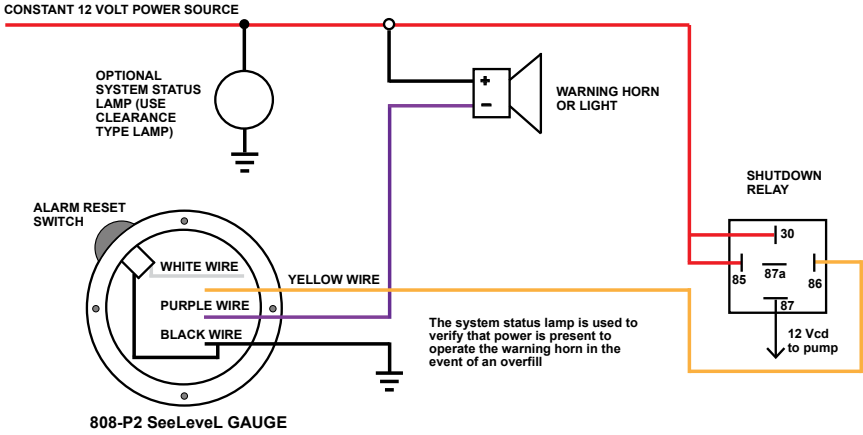 CONSTANT 12 VOLT POWER SOURCE
OPTIONAL
SYSTEM STATUS
LAMP (USE
CLEARANCE
TYPE LAMP)
+
–
WARNING HORN
OR LIGHT
SHUTDOWN
RELAY
30
85
87a
86
87
12 Vcd
to pump
ALARM RESET
SWITCH
WHITE WIRE
YELLOW WIRE
PURPLE WIRE
BLACK WIRE
The system status lamp is used to
verify that power is present to
operate the warning horn in the
event of an overfill
808-P2 SeeLeveL GAUGE